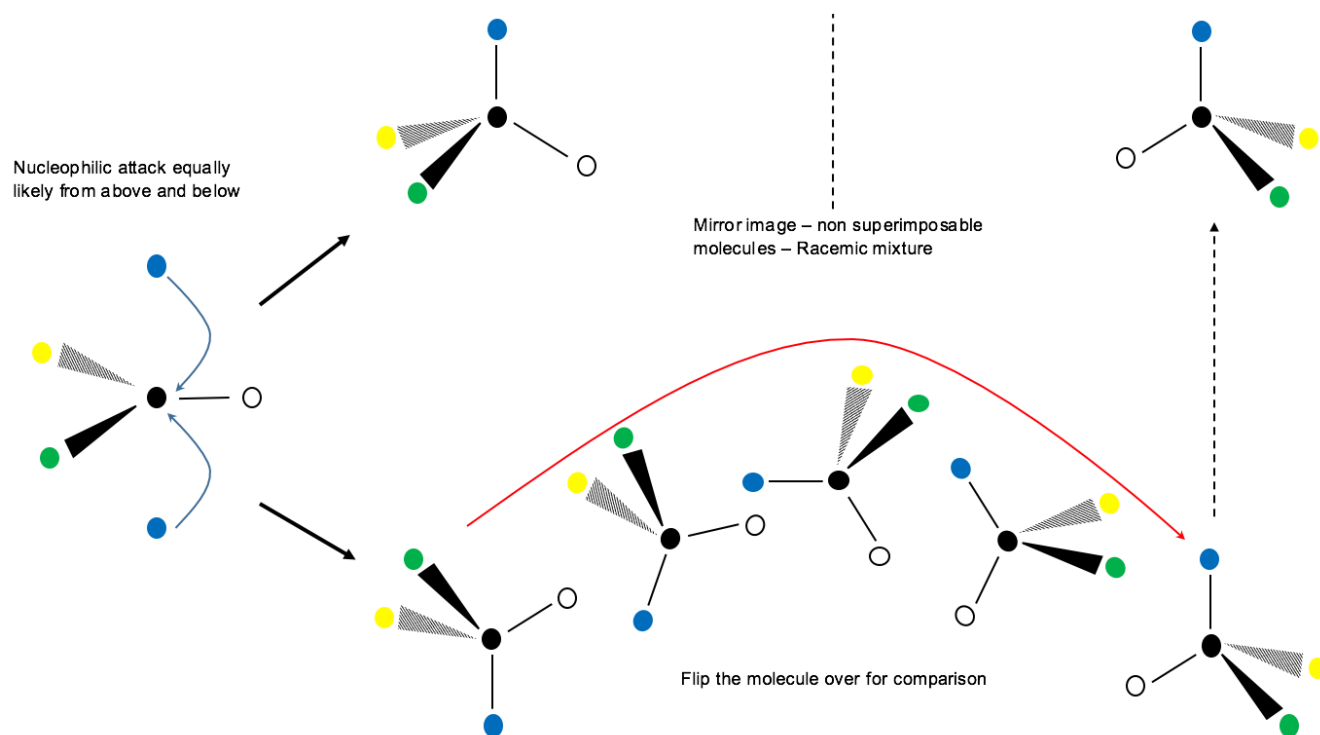 Nucleophilic attack equally
likely from above and below
Mirror image – non superimposable
molecules – Racemic mixture
Flip the molecule over for comparison